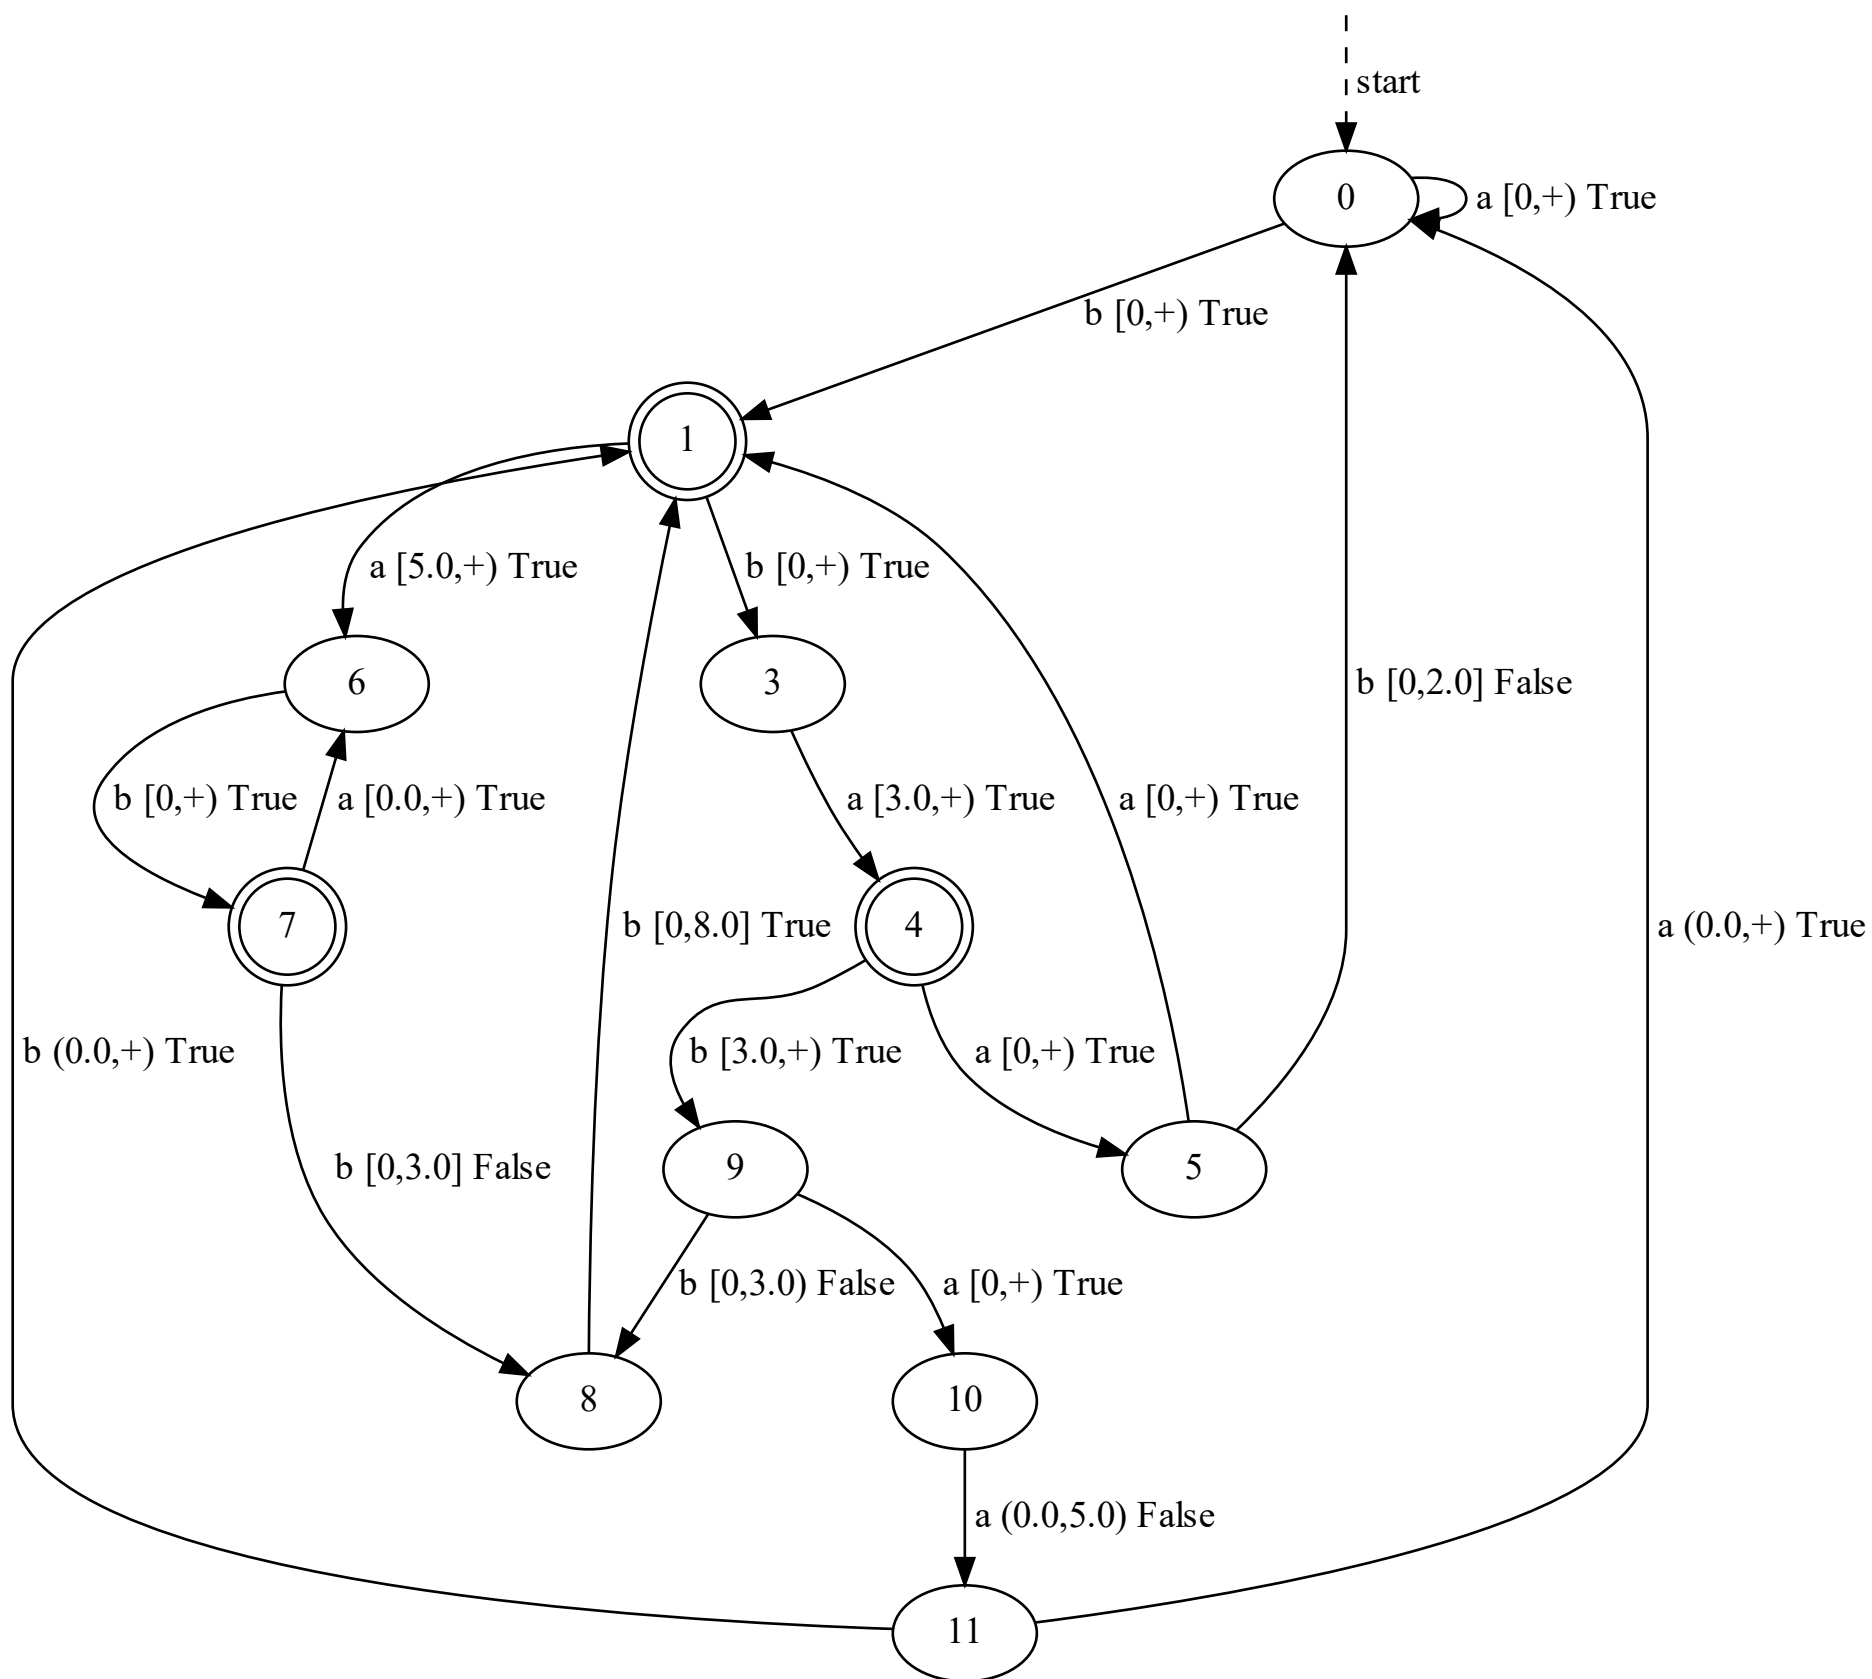 start
0
a [0,+) True
b [0,+) True
1
a [5.0,+) True
b [0,+) True
6
3
b [0,2.0] False
b [0,+) True
a [0.0,+) True
a [3.0,+) True
a [0,+) True
7
b [0,8.0] True
4
a (0.0,+) True
b (0.0,+) True
b [3.0,+) True
a [0,+) True
b [0,3.0] False
9
5
b [0,3.0) False
a [0,+) True
8
10
a (0.0,5.0) False
11